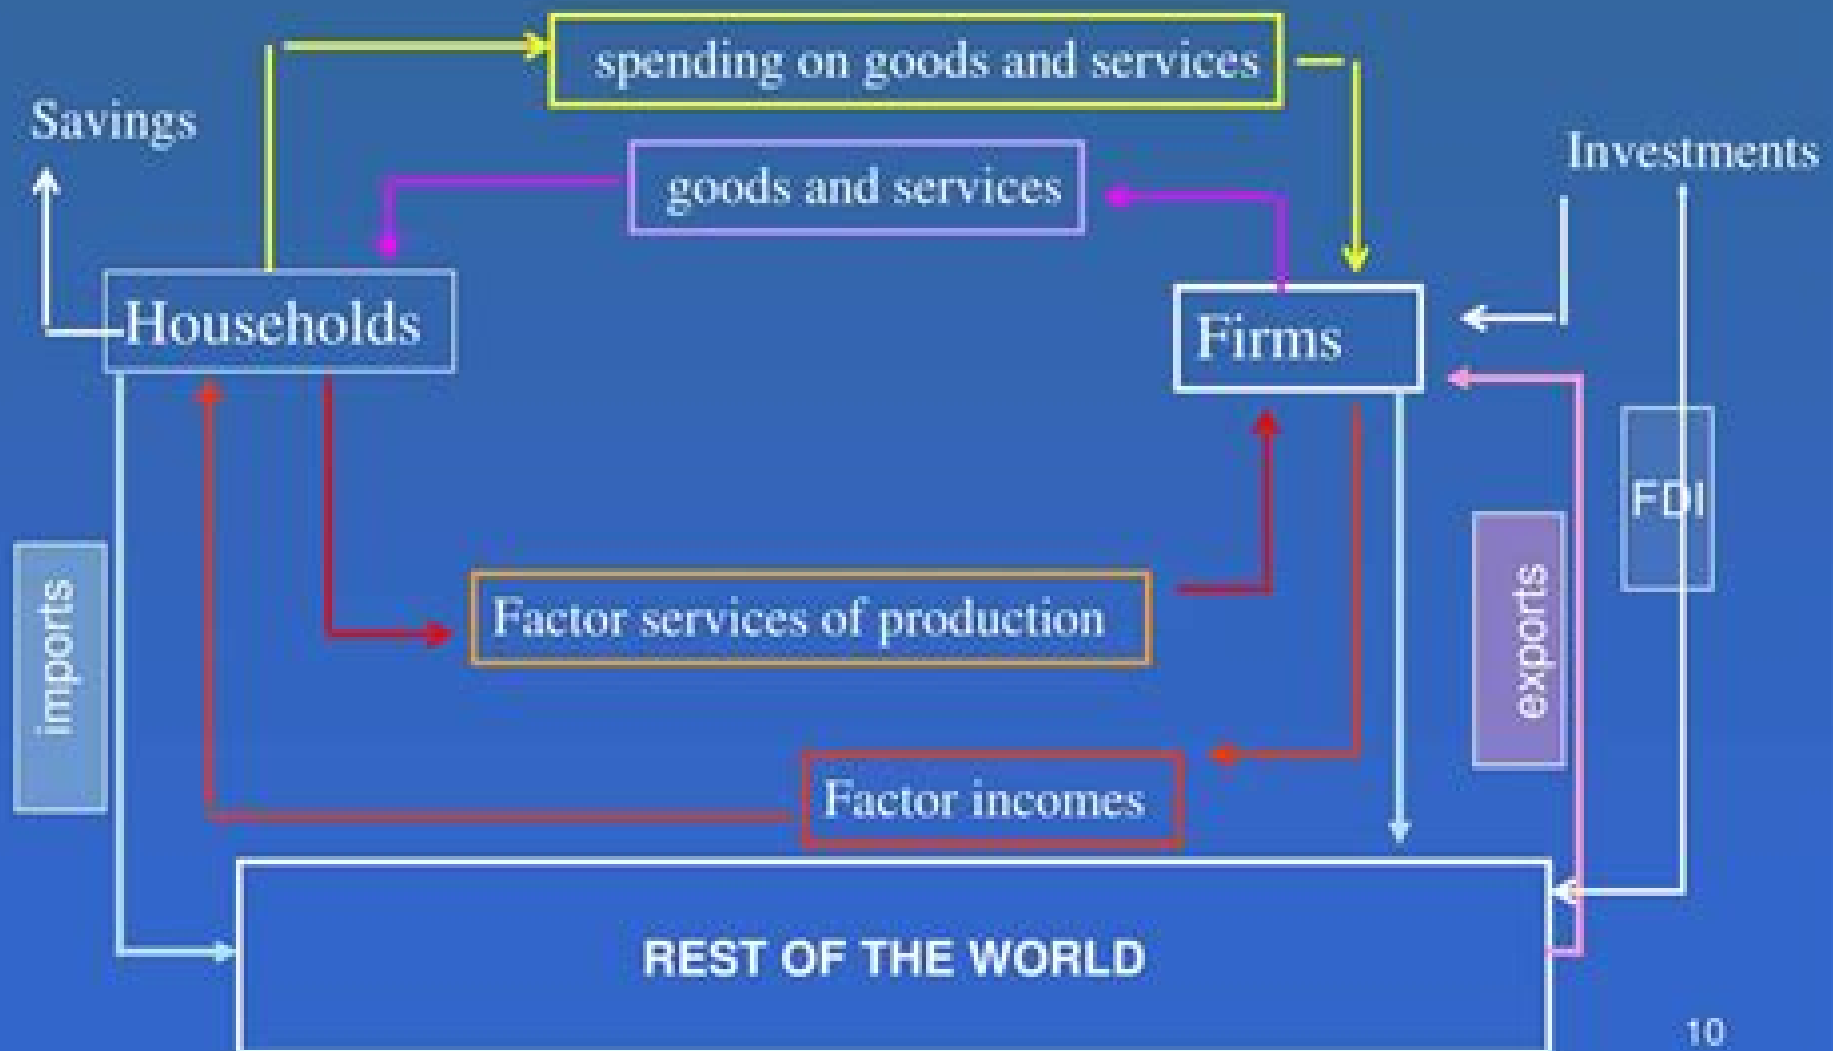 spending on goods and services
Savings
Investments
goods and services
Households
Firms
FDI
imports
exports
Factor services of production
Factor incomes
REST OF THE WORLD
10